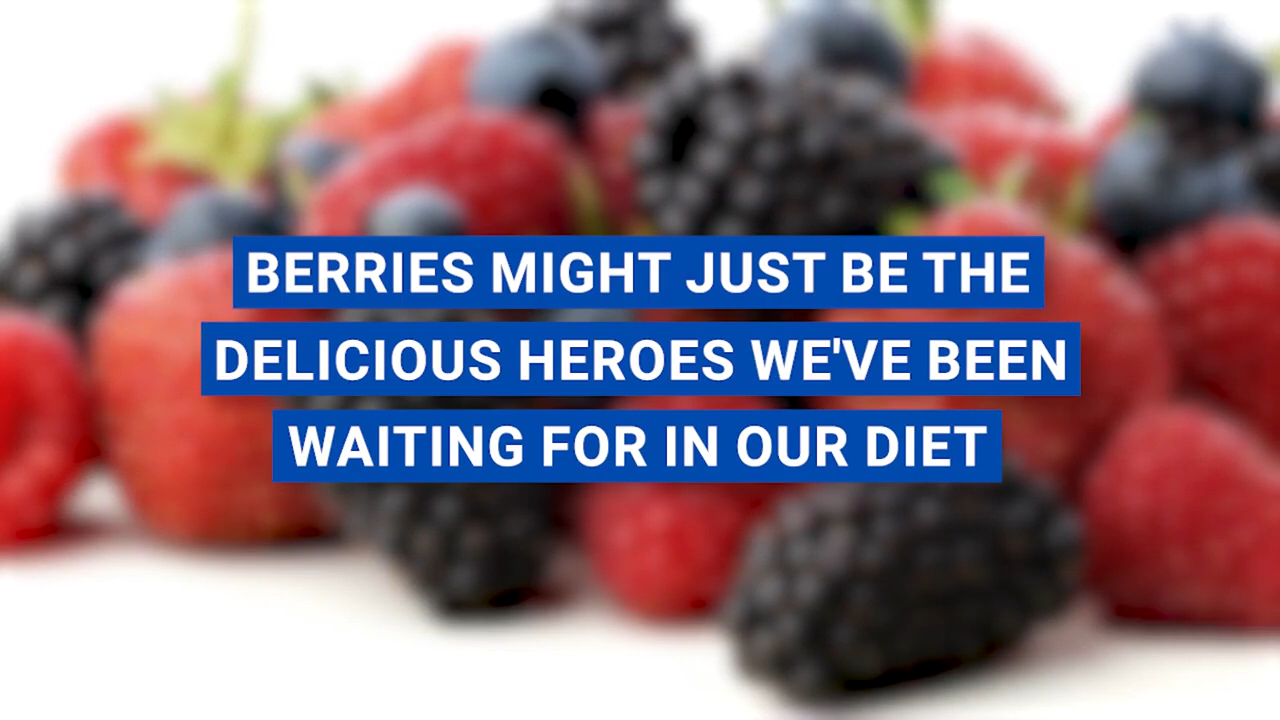 BERRIES MIGHT JUST BE THE
DELICIOUS HEROES WE'VE BEEN
WAITING FOR IN OUR DIET